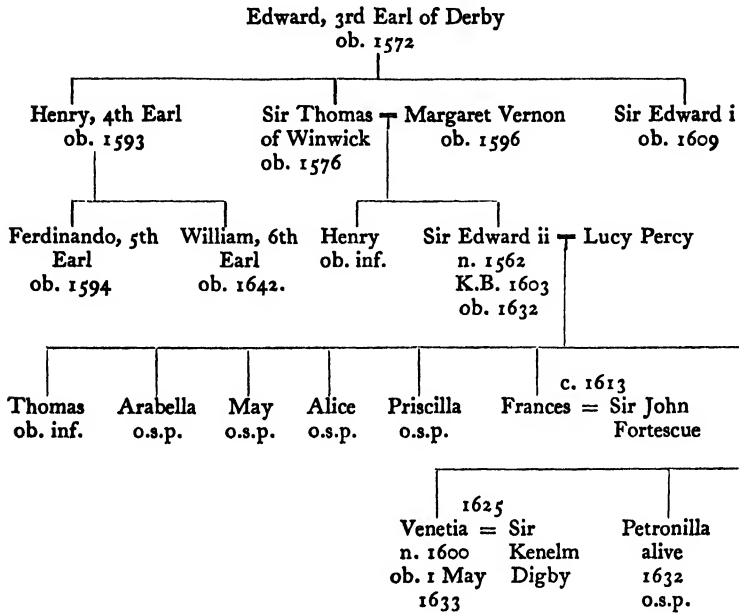 Edward, 3rd Earl of Derby
ob. 1572
Henry, 4th Earl
ob. 1593
Sir Thomas
of Winwick
ob. 1576
Margaret Vernon
ob. 1596
Sir Edward i
ob. 1609
Ferdinando, 5th
Earl
ob. 1594
William, 6th
Earl
ob. 1642.
Henry
ob. inf.
Sir Edward ii
n. 1562
K.B. 1603
ob. 1632
Lucy Percy
Thomas
ob. inf.
Arabella
o.s.p.
May
o.s.p.
Alice
o.s.p.
Priscilla
o.s.p.
c. 1613
Frances = Sir John
Fortescue
1625
Venetia = Sir
n. 1600 Kenelm
ob. 1 May Digby
1633
Petronilla
alive
1632
o.s.p.